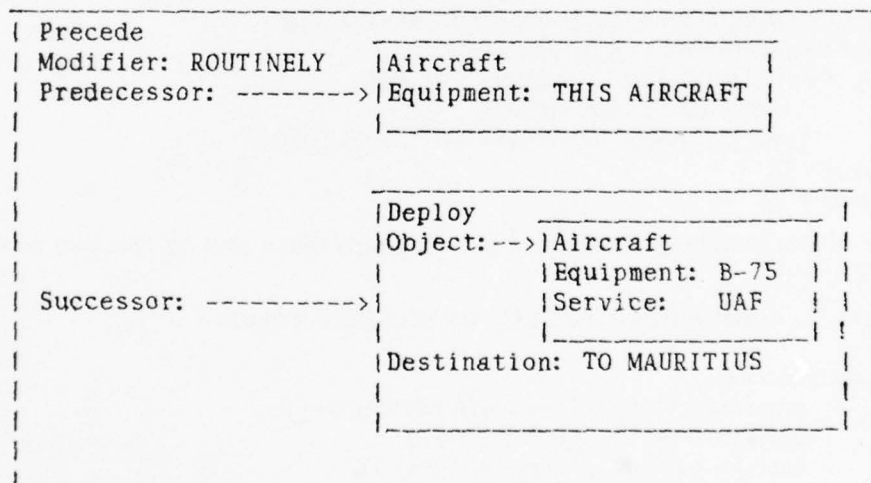 Precede
Modifier: ROUTINELY
Aircraft
Predecessor: -------->
Equipment: THIS AIRCRAFT
Deploy
Object: -->
Aircraft
Equipment: B-75
Successor: --------->
Service: UAF
Destination: TO MAURITIUS